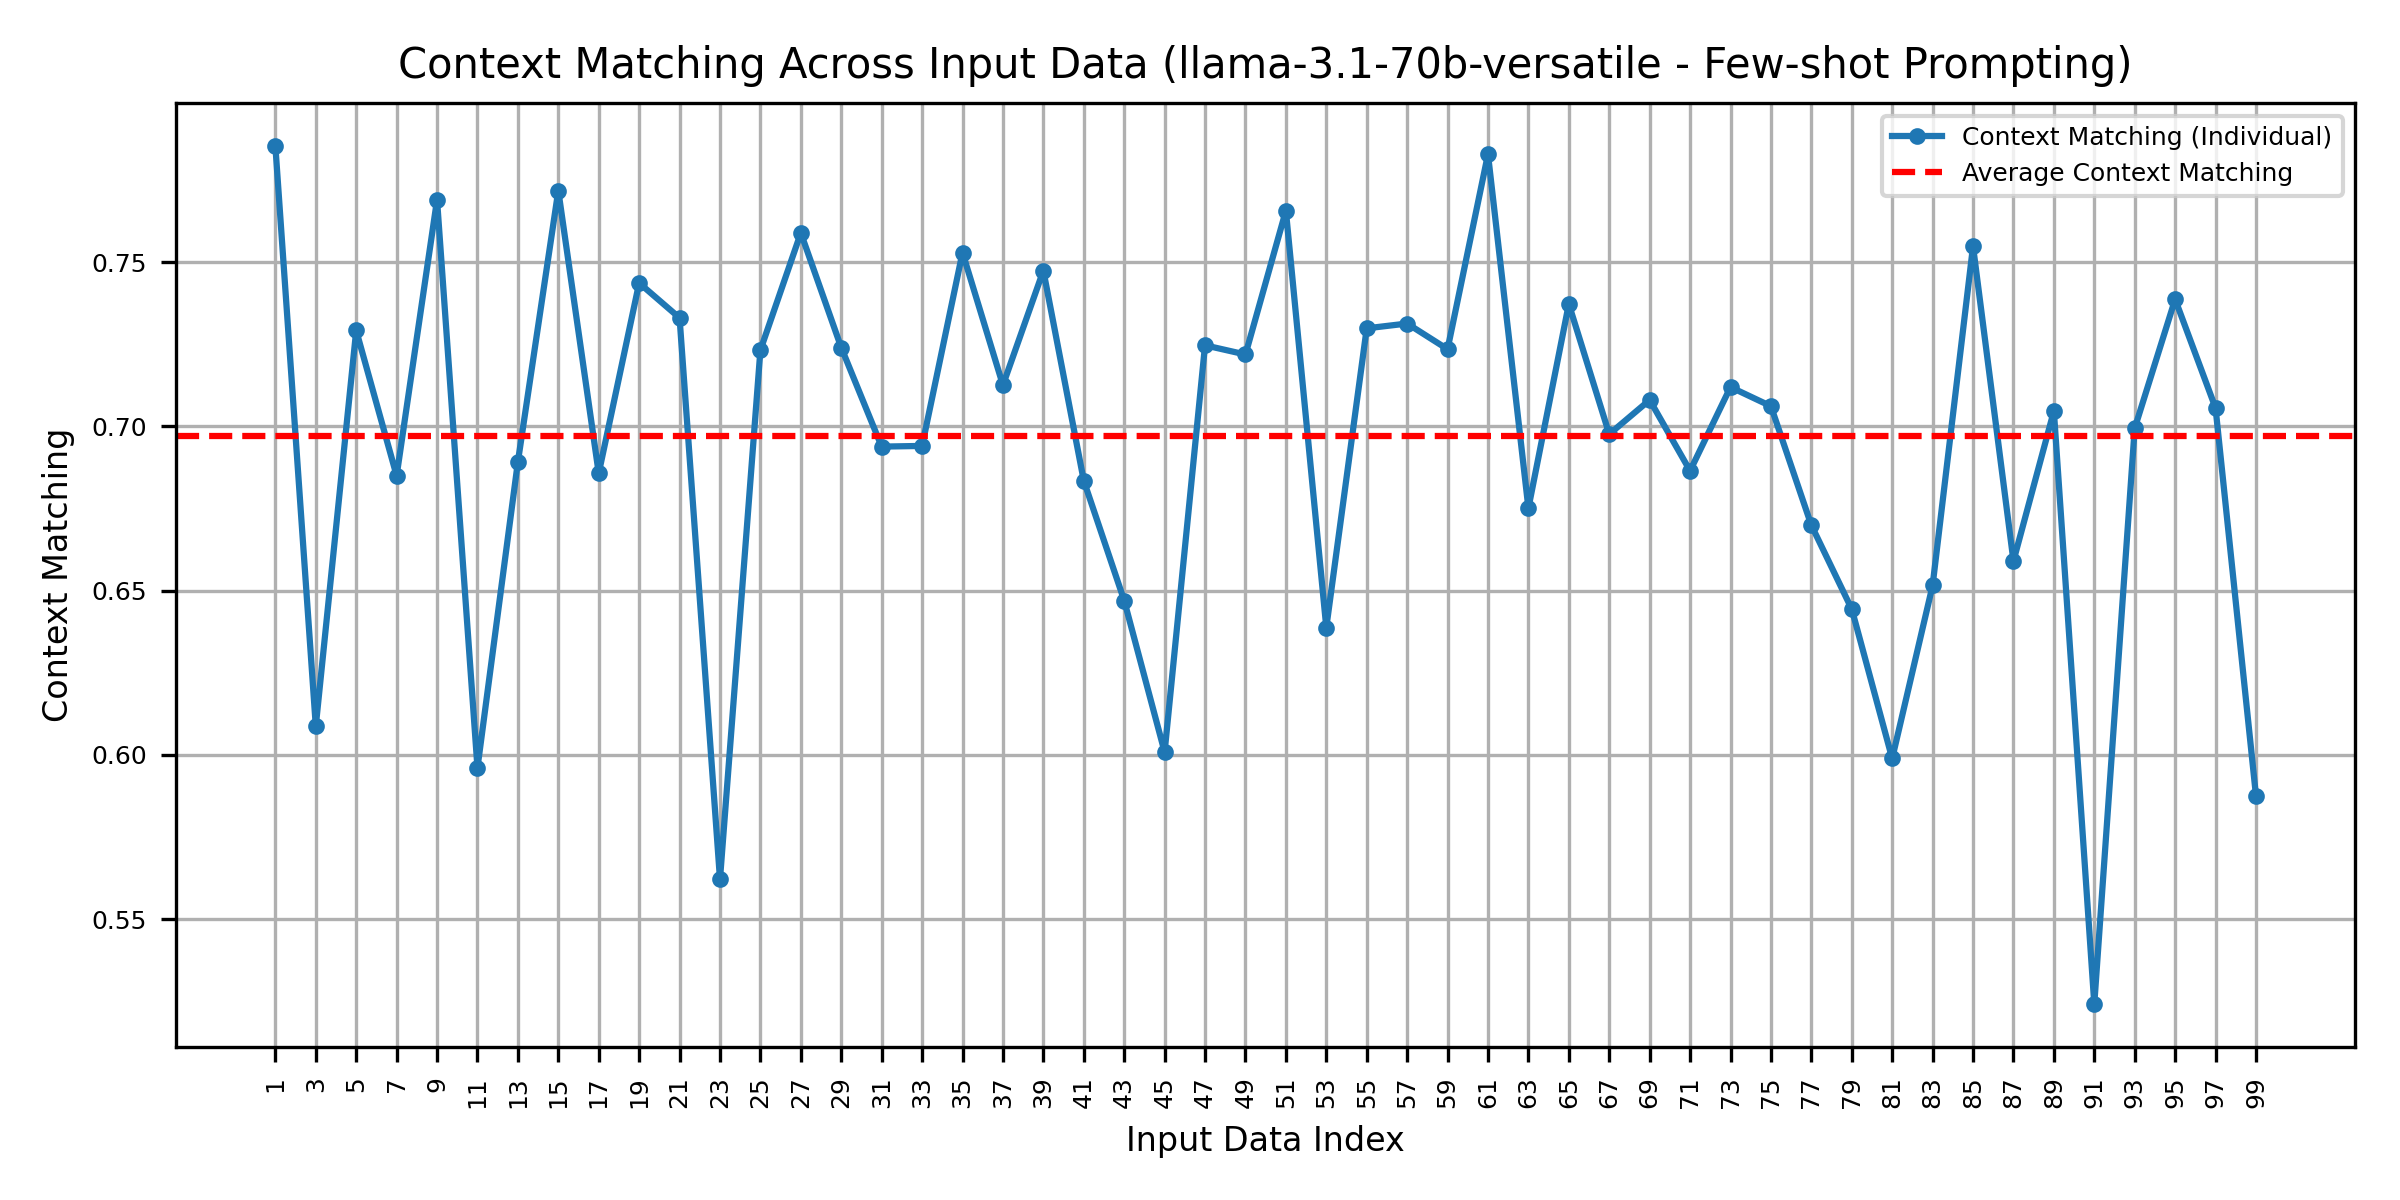 Context Matching Across Input Data (llama-3.1-70b-versatile - Few-shot Prompting)
Context Matching (Individual)
Average Context Matching
Context Matching
0.75
0.70
0.65
0.60
0.55
1 3 5 7 9 11 13 15 17 19 21 23 25 27 29 31 33 35 37 39 41 43 45 47 49 51 53 55 57 59 61 63 65 67 69 71 73 75 77 79 81 83 85 87 89 91 93 95 97 99
Input Data Index